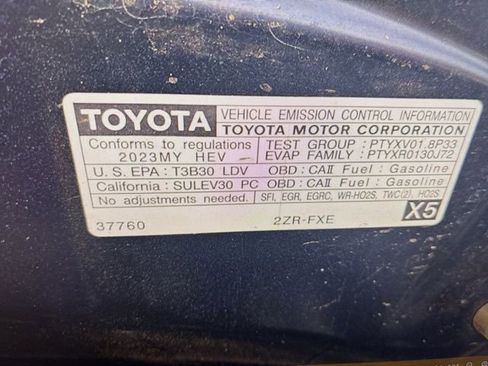 TOYOTA
VEHICLE EMISSION CONTROL INFORMATION
TOYOTA MOTOR CORPORATION
Conforms to regulations
2023MY HEV
TEST GROUP : PTYXV01.8P33
EVAP FAMILY : PTYXR0130J72
U.S. EPA : T3B30 LDV OBD : CAII Fuel : Gasoline
California : SULEV30 PC OBD : CAII Fuel : Gasoline
No adjustments needed. SFI, EGR, EGRC, WR-HO2S, TWC(2), HO2S
37760 2ZR-FXE X5